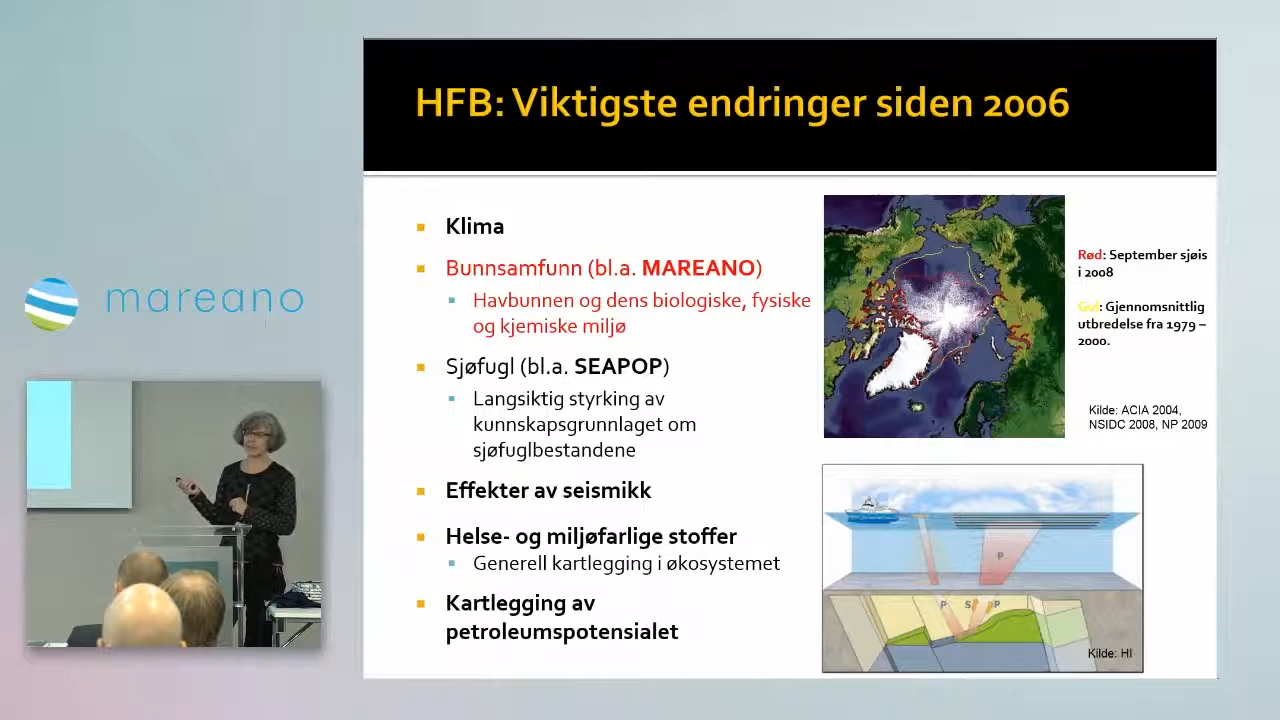 HFB: Viktigste endringer siden 2006
mareano
Klima
Bunnsamfunn (bl.a. MAREANO)
Havbunnen og dens biologiske, fysiske
og kjemiske miljø
Sjøfugl (bl.a. SEAPOP)
Langsiktig styrking av
kunnskapsgrunnlaget om
sjøfuglbestandene
Effekter av seismikk
Helse- og miljøfarlige stoffer
Generell kartlegging i økosystemet
Kartlegging av
petroleumspotensialet
Rød: September sjøis
i 2008
Gul: Gjennomsnittlig
utbredelse fra 1979 –
2000.
Kilde: ACIA 2004,
NSIDC 2008, NP 2009
P
P S P
Kilde: HI